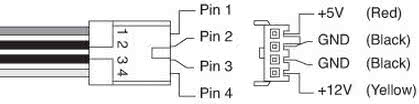 1
2
3
4
Pin 1
Pin 2
Pin 3
Pin 4
+5V (Red)
GND (Black)
GND (Black)
+12V (Yellow)